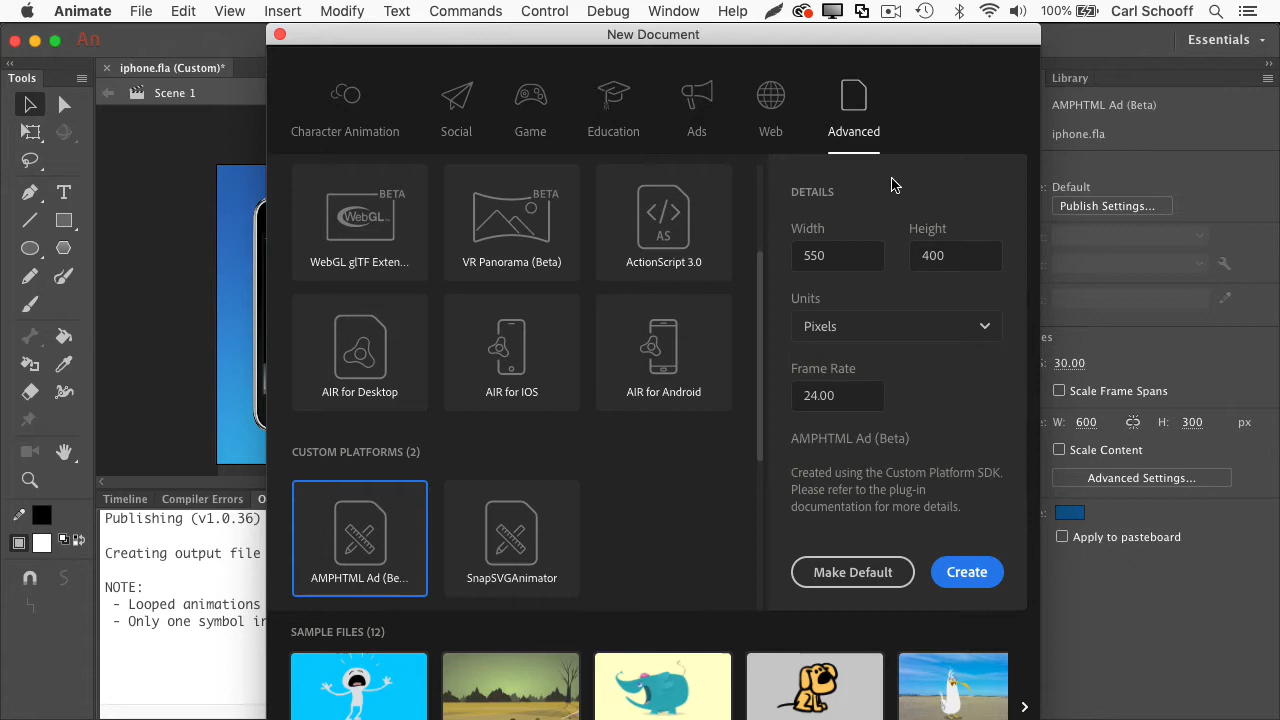 Animate File Edit View Insert Modify Text Commands Control Debug Window Help 100% Carl Schooff
An
New Document
Essentials
Tools
iphone.fla (Custom)*
Library
Scene 1
Character Animation
Social
Game
Education
Ads
Web
Advanced
AMPHTML Ad (Beta)
iphone.fla
Default
Publish Settings...
BETA
WebGL
WebGL glTF Exten...
BETA
VR Panorama (Beta)
AS
ActionScript 3.0
AIR for Desktop
AIR for IOS
AIR for Android
CUSTOM PLATFORMS (2)
AMPHTML Ad (Be...
SnapSVGAnimator
DETAILS
Width
Height
550
400
Units
Pixels
Frame Rate
24.00
AMPHTML Ad (Beta)
Created using the Custom Platform SDK.
Please refer to the plug-in
documentation for more details.
Make Default
Create
SAMPLE FILES (12)
30.00
Scale Frame Spans
W: 600 H: 300 px
Scale Content
Advanced Settings...
Apply to pasteboard
Timeline
Compiler Errors
Publishing (v1.0.36)
Creating output file
NOTE:
- Looped animations
- Only one symbol in